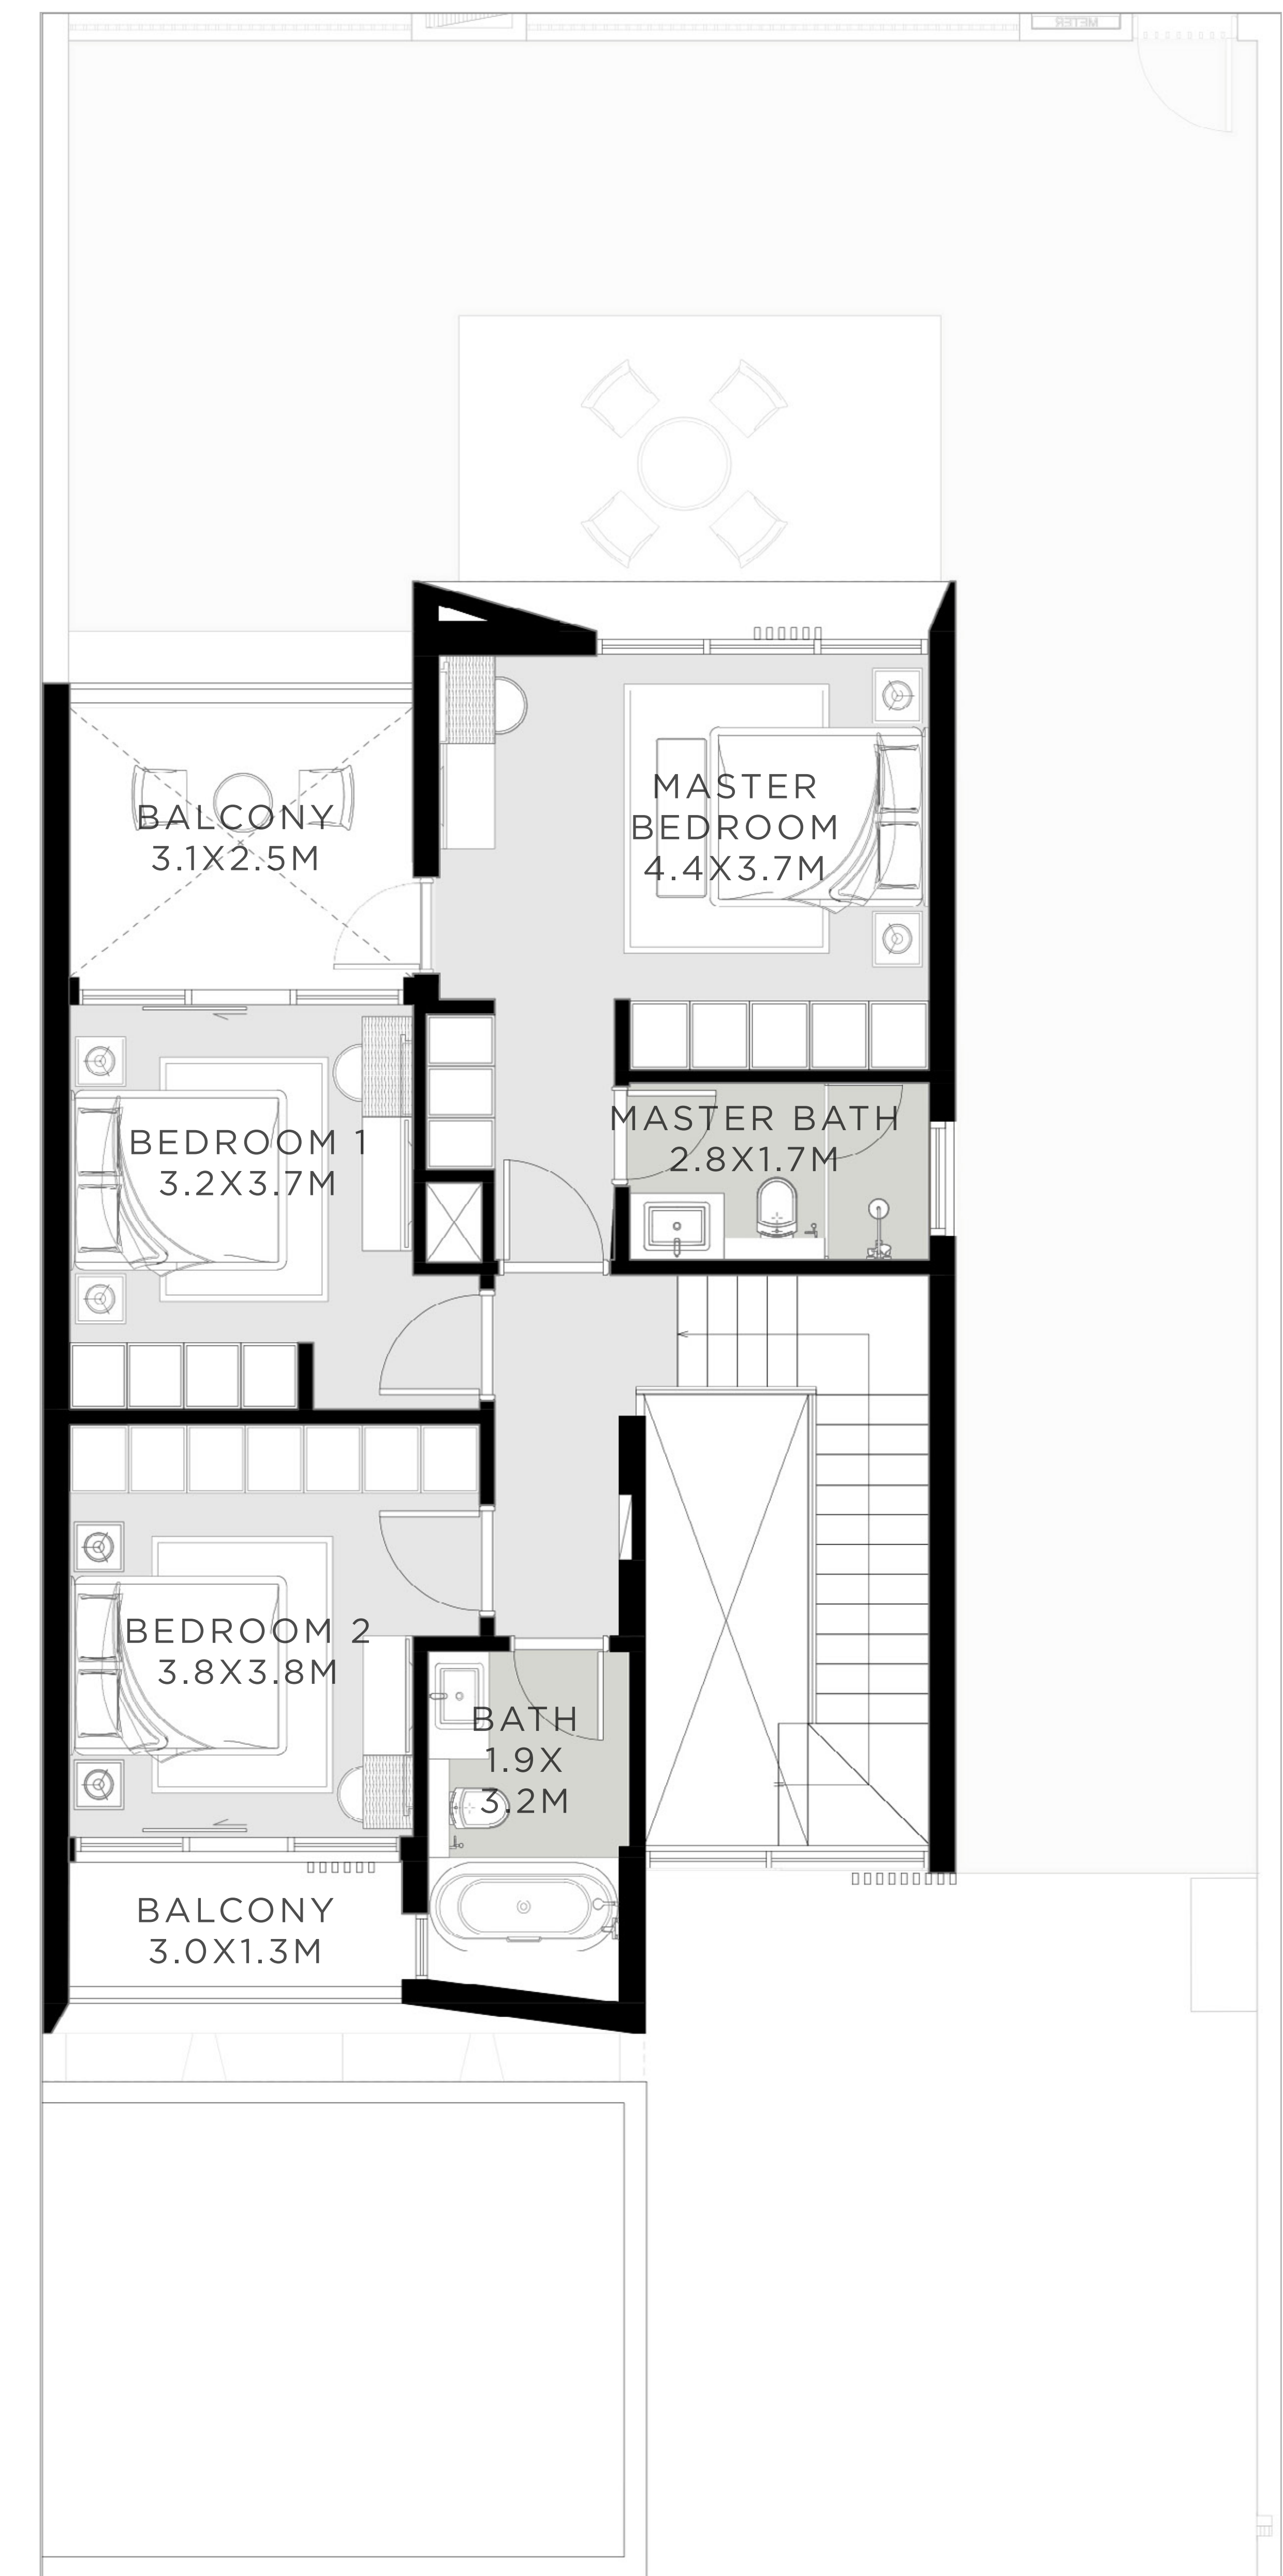 METER
MASTER
BEDROOM
4.4X3.7M
BALCONY
3.1X2.5M
MASTER BATH
2.8X1.7M
BEDROOM 1
3.2X3.7M
BEDROOM 2
3.8X3.8M
BATH
1.9X
3.2M
BALCONY
3.0X1.3M